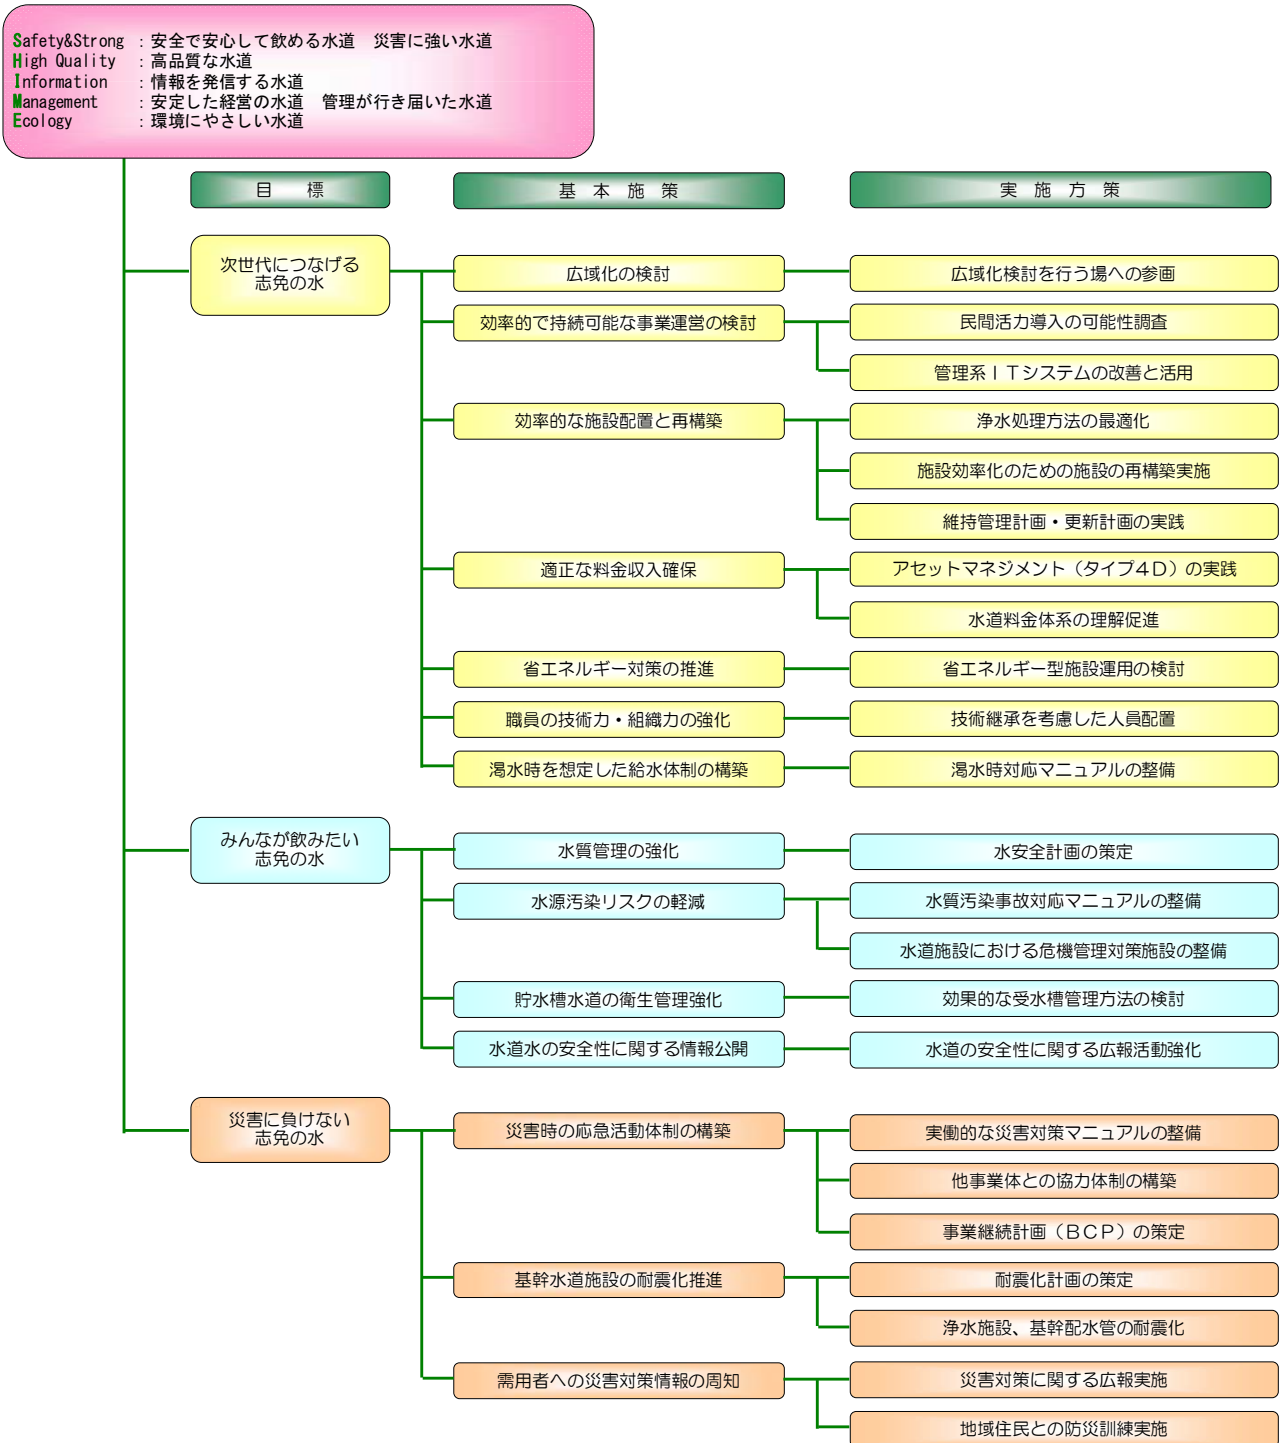 Safety&Strong ：安全で安心して飲める水道　災害に強い水道
High Quality ：高品質な水道
Information ：情報を発信する水道
Management ：安定した経営の水道　管理が行き届いた水道
Ecology ：環境にやさしい水道
目　標
基　本　施　策
実　施　方　策
次世代につなげる
志免の水
広域化の検討
広域化検討を行う場への参画
効率的で持続可能な事業運営の検討
民間活力導入の可能性調査
管理系ＩＴシステムの改善と活用
効率的な施設配置と再構築
浄水処理方法の最適化
施設効率化のための施設の再構築実施
維持管理計画・更新計画の実践
適正な料金収入確保
アセットマネジメント（タイプ４Ｄ）の実践
水道料金体系の理解促進
省エネルギー対策の推進
省エネルギー型施設運用の検討
職員の技術力・組織力の強化
技術継承を考慮した人員配置
渇水時を想定した給水体制の構築
渇水時対応マニュアルの整備
みんなが飲みたい
志免の水
水質管理の強化
水安全計画の策定
水源汚染リスクの軽減
水質汚染事故対応マニュアルの整備
水道施設における危機管理対策施設の整備
貯水槽水道の衛生管理強化
効果的な受水槽管理方法の検討
水道水の安全性に関する情報公開
水道の安全性に関する広報活動強化
災害に負けない
志免の水
災害時の応急活動体制の構築
実働的な災害対策マニュアルの整備
他事業体との協力体制の構築
事業継続計画（ＢＣＰ）の策定
基幹水道施設の耐震化推進
耐震化計画の策定
浄水施設、基幹配水管の耐震化
需用者への災害対策情報の周知
災害対策に関する広報実施
地域住民との防災訓練実施